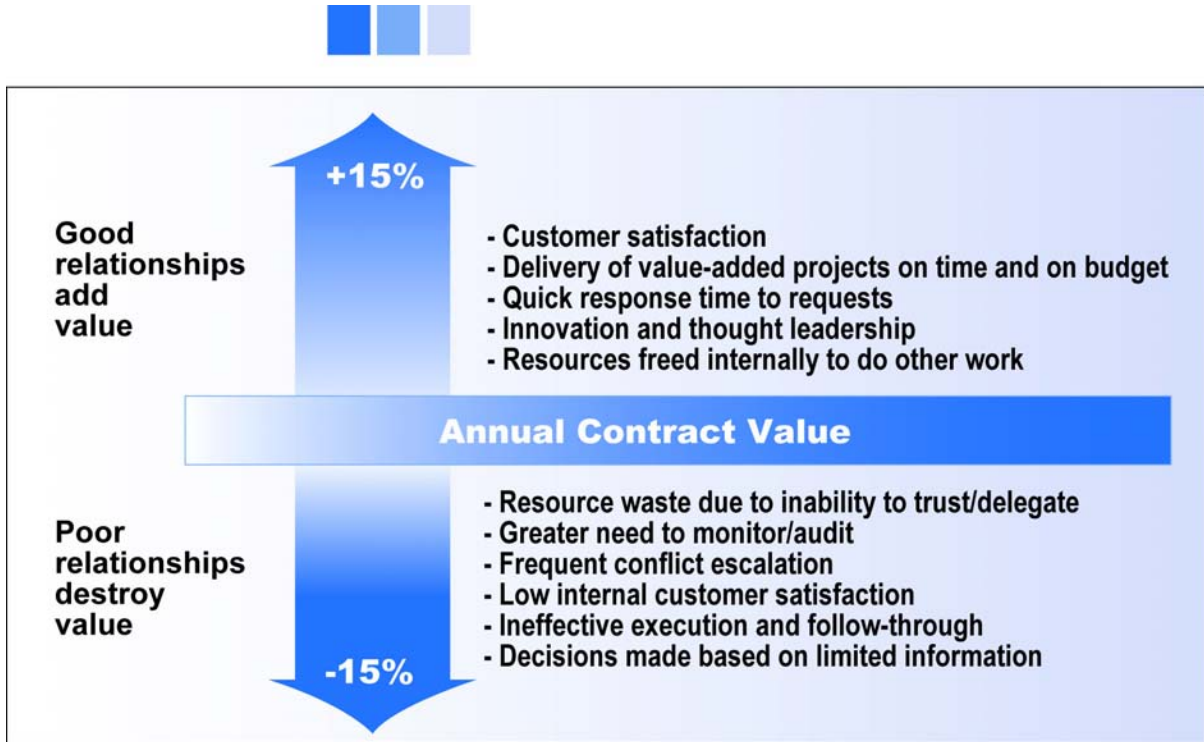 +15%
Good
relationships
add
value
- Customer satisfaction
- Delivery of value-added projects on time and on budget
- Quick response time to requests
- Innovation and thought leadership
- Resources freed internally to do other work
Annual Contract Value
Poor
relationships
destroy
value
- Resource waste due to inability to trust/delegate
- Greater need to monitor/audit
- Frequent conflict escalation
- Low internal customer satisfaction
- Ineffective execution and follow-through
- Decisions made based on limited information
-15%